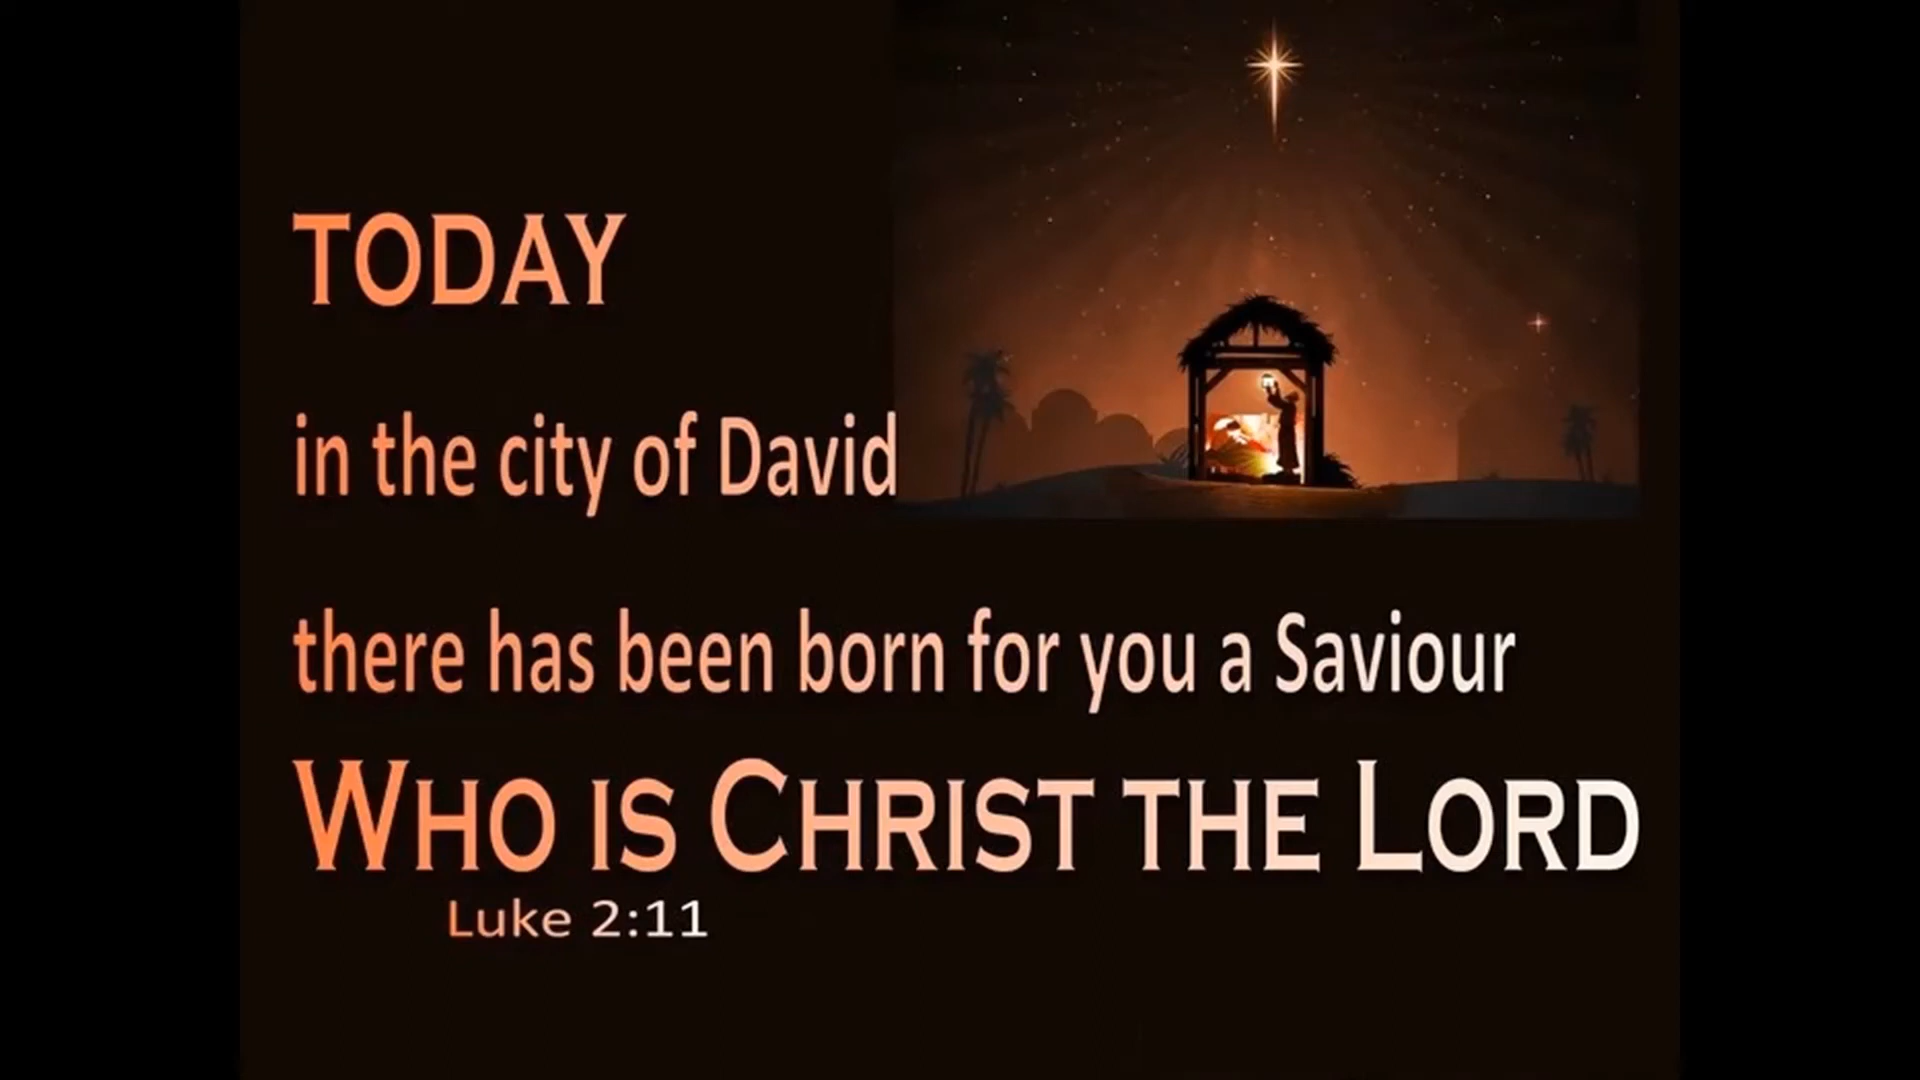 TODAY
in the city of David
there has been born for you a Saviour
WHO IS CHRIST THE LORD
Luke 2:11